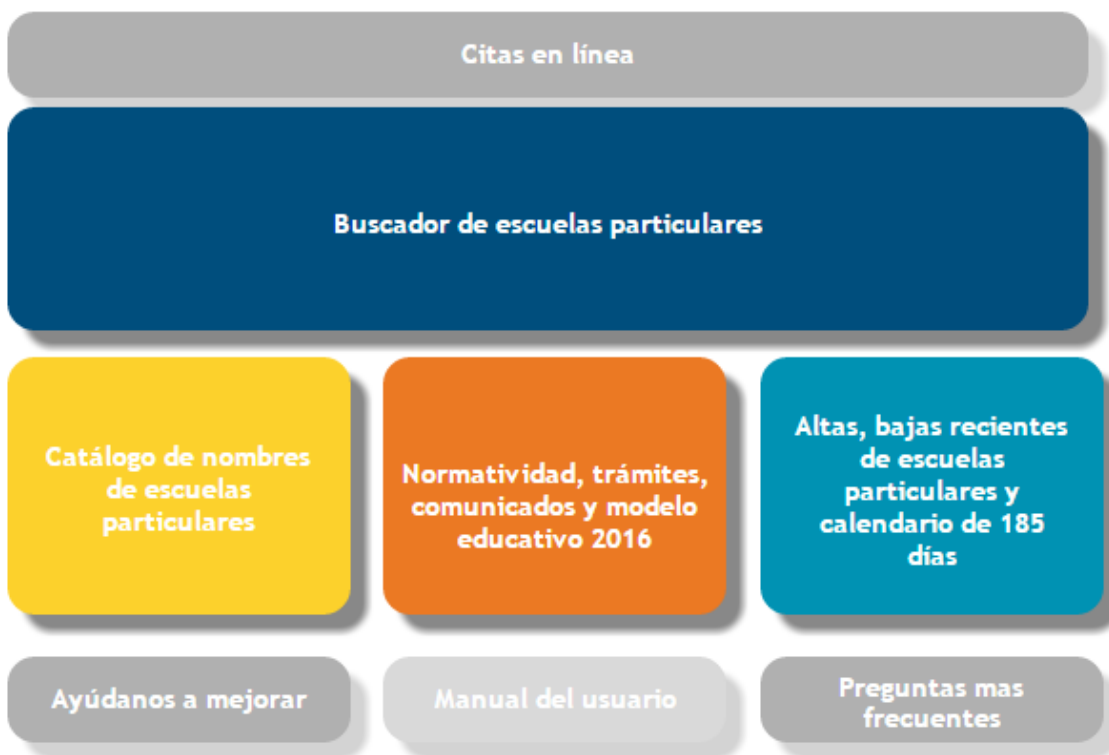 Citas en línea
Buscador de escuelas particulares
Catálogo de nombres
de escuelas
particulares
Normatividad, trámites,
comunicados y modelo
educativo 2016
Altas, bajas recientes
de escuelas
particulares y
calendario de 185
días
Ayúdanos a mejorar
Manual del usuario
Preguntas mas
frecuentes